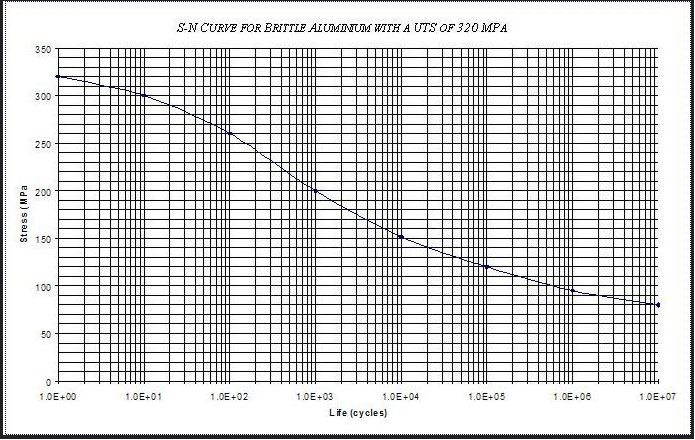 S-N CURVE FOR BRITTLE ALUMINIUM WITH A UTS OF 320 MPA
350
300
250
200
150
100
50
0
Stress (MPa
1.0E+00 1.0E+01 1.0E+02 1.0E+03 1.0E+04 1.0E+05 1.0E+06 1.0E+07
Life (cycles)